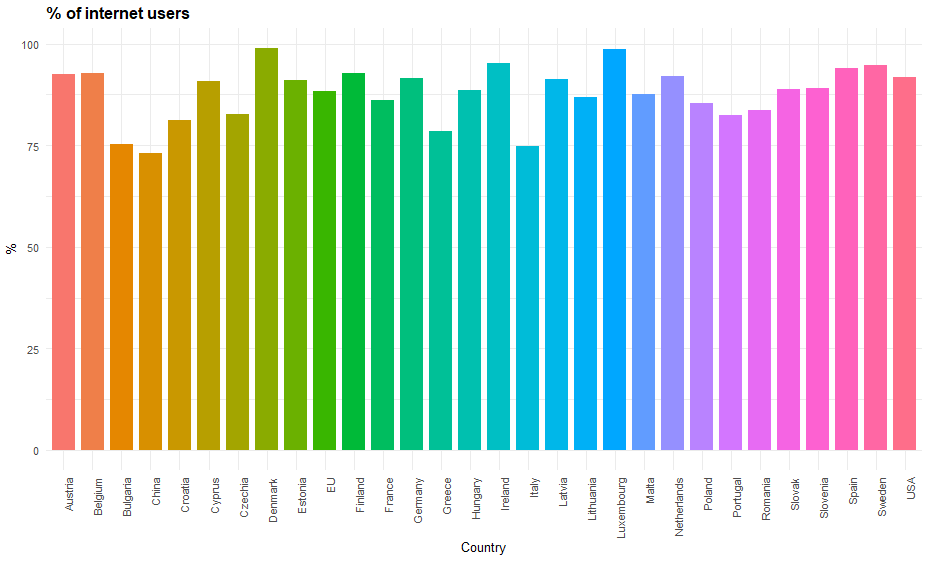 % of internet users
100
75
50
25
0
%
Austria
Belgium
Bulgaria
China
Croatia
Cyprus
Czechia
Denmark
Estonia
EU
Finland
France
Germany
Greece
Hungary
Ireland
Italy
Latvia
Lithuania
Luxembourg
Malta
Netherlands
Poland
Portugal
Romania
Slovak
Slovenia
Spain
Sweden
USA
Country